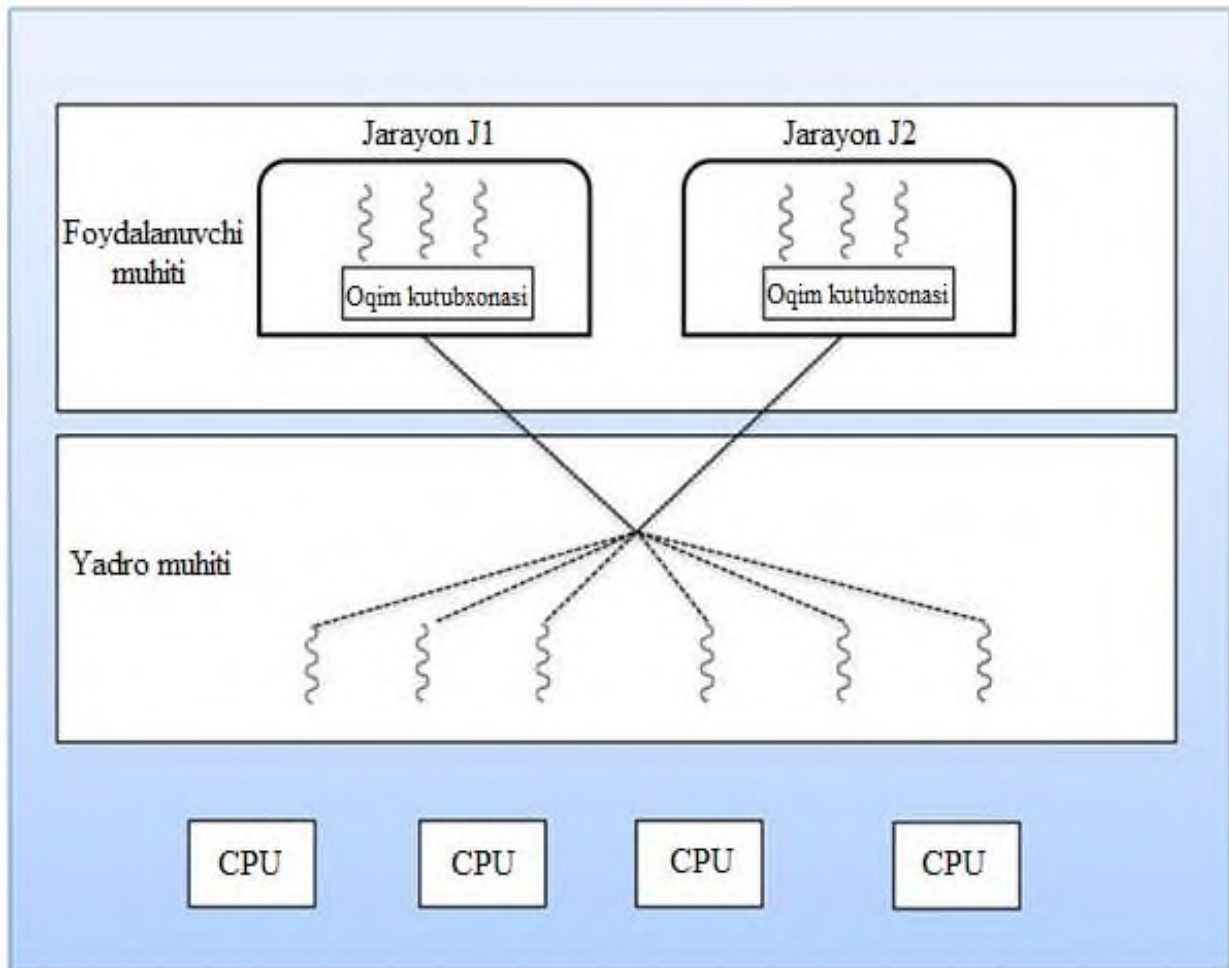 Jarayon J1
Jarayon J2
Foydalanuvchi
muhiti
Oqim kutubxonasi
Oqim kutubxonasi
Yadro muhiti
CPU
CPU
CPU
CPU